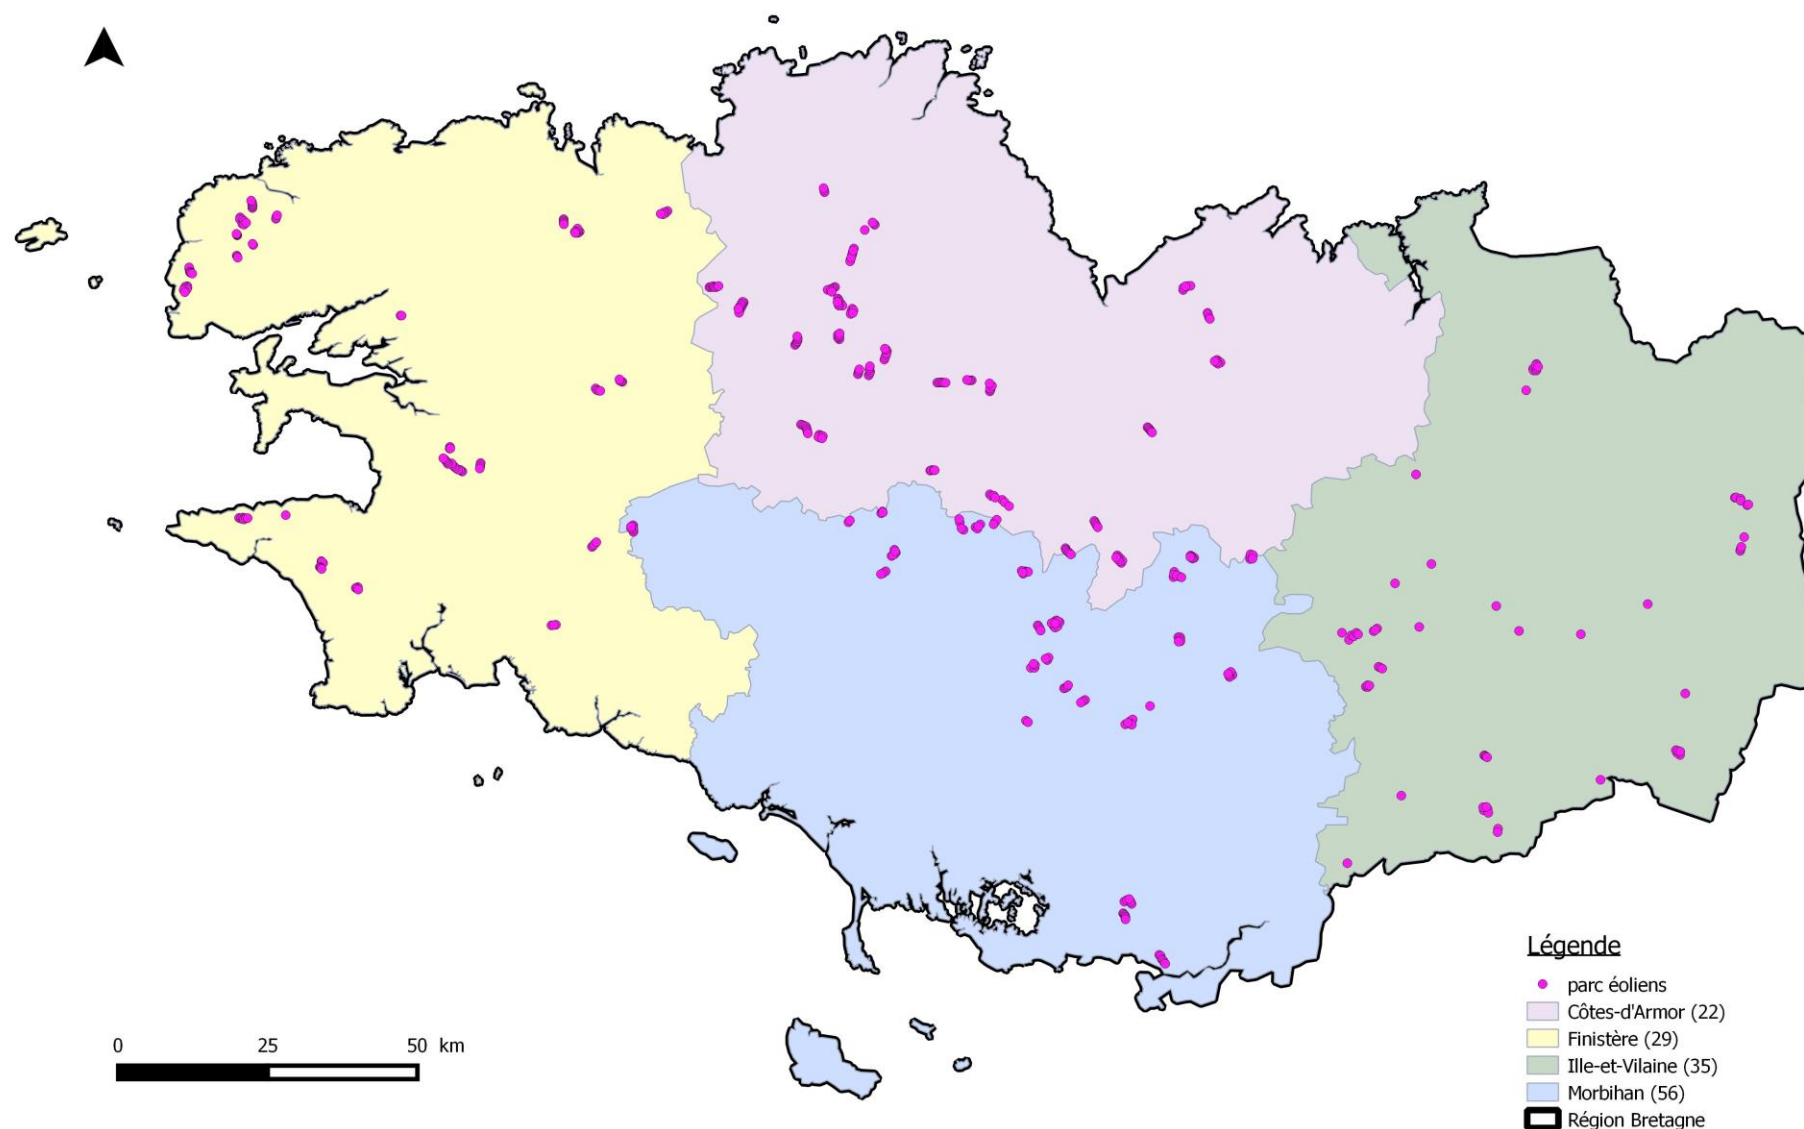 Légende
parc éoliens
Côtes-d'Armor (22)
Finistère (29)
Ille-et-Vilaine (35)
Morbihan (56)
Région Bretagne
0 25 50 km